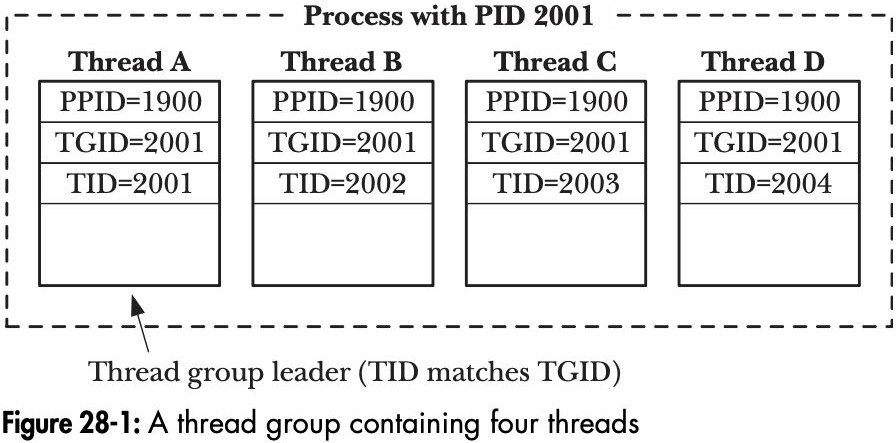 Process with PID 2001
Thread A Thread B Thread C Thread D
PPID=1900 PPID=1900 PPID=1900 PPID=1900
TGID=2001 TGID=2001 TGID=2001 TGID=2001
TID=2001 TID=2002 TID=2003 TID=2004
Thread group leader (TID matches TGID)
Figure 28-1: A thread group containing four threads